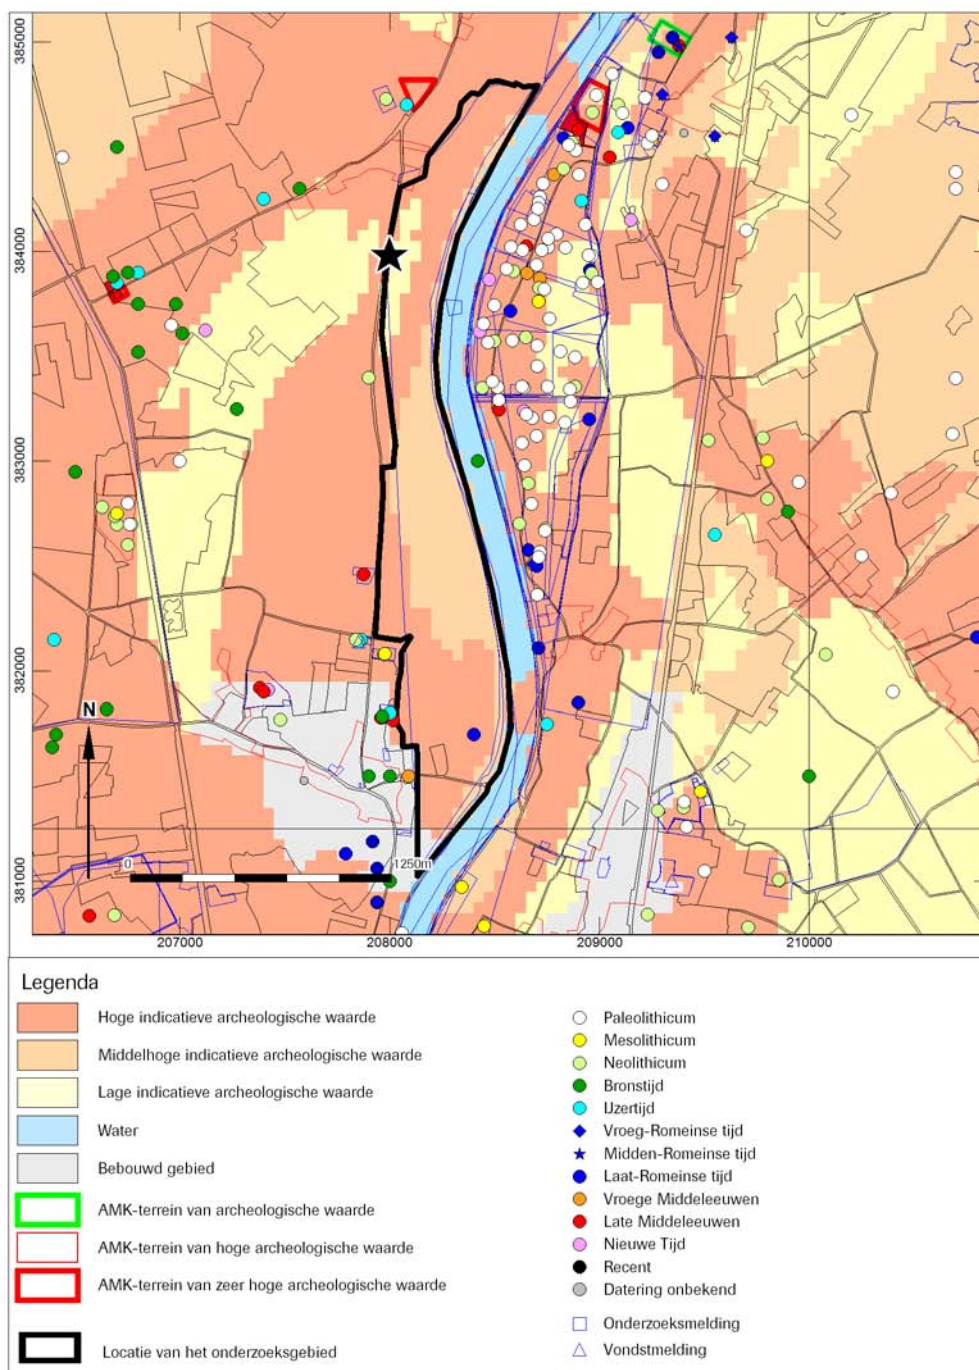 385000
384000
383000
382000
381000
N
0
1250m
207000
208000
209000
210000
Legenda
Hoge indicatieve archeologische waarde
Middelhoge indicatieve archeologische waarde
Lage indicatieve archeologische waarde
Water
Bebouwd gebied
AMK-terrein van archeologische waarde
AMK-terrein van hoge archeologische waarde
AMK-terrein van zeer hoge archeologische waarde
Locatie van het onderzoeksgebied
Paleolithicum
Mesolithicum
Neolithicum
Bronstijd
IJzertijd
Vroeg-Romeinse tijd
Midden-Romeinse tijd
Laat-Romeinse tijd
Vroege Middeleeuwen
Late Middeleeuwen
Nieuwe Tijd
Recent
Datering onbekend
Onderzoeksmelding
Vondstmelding